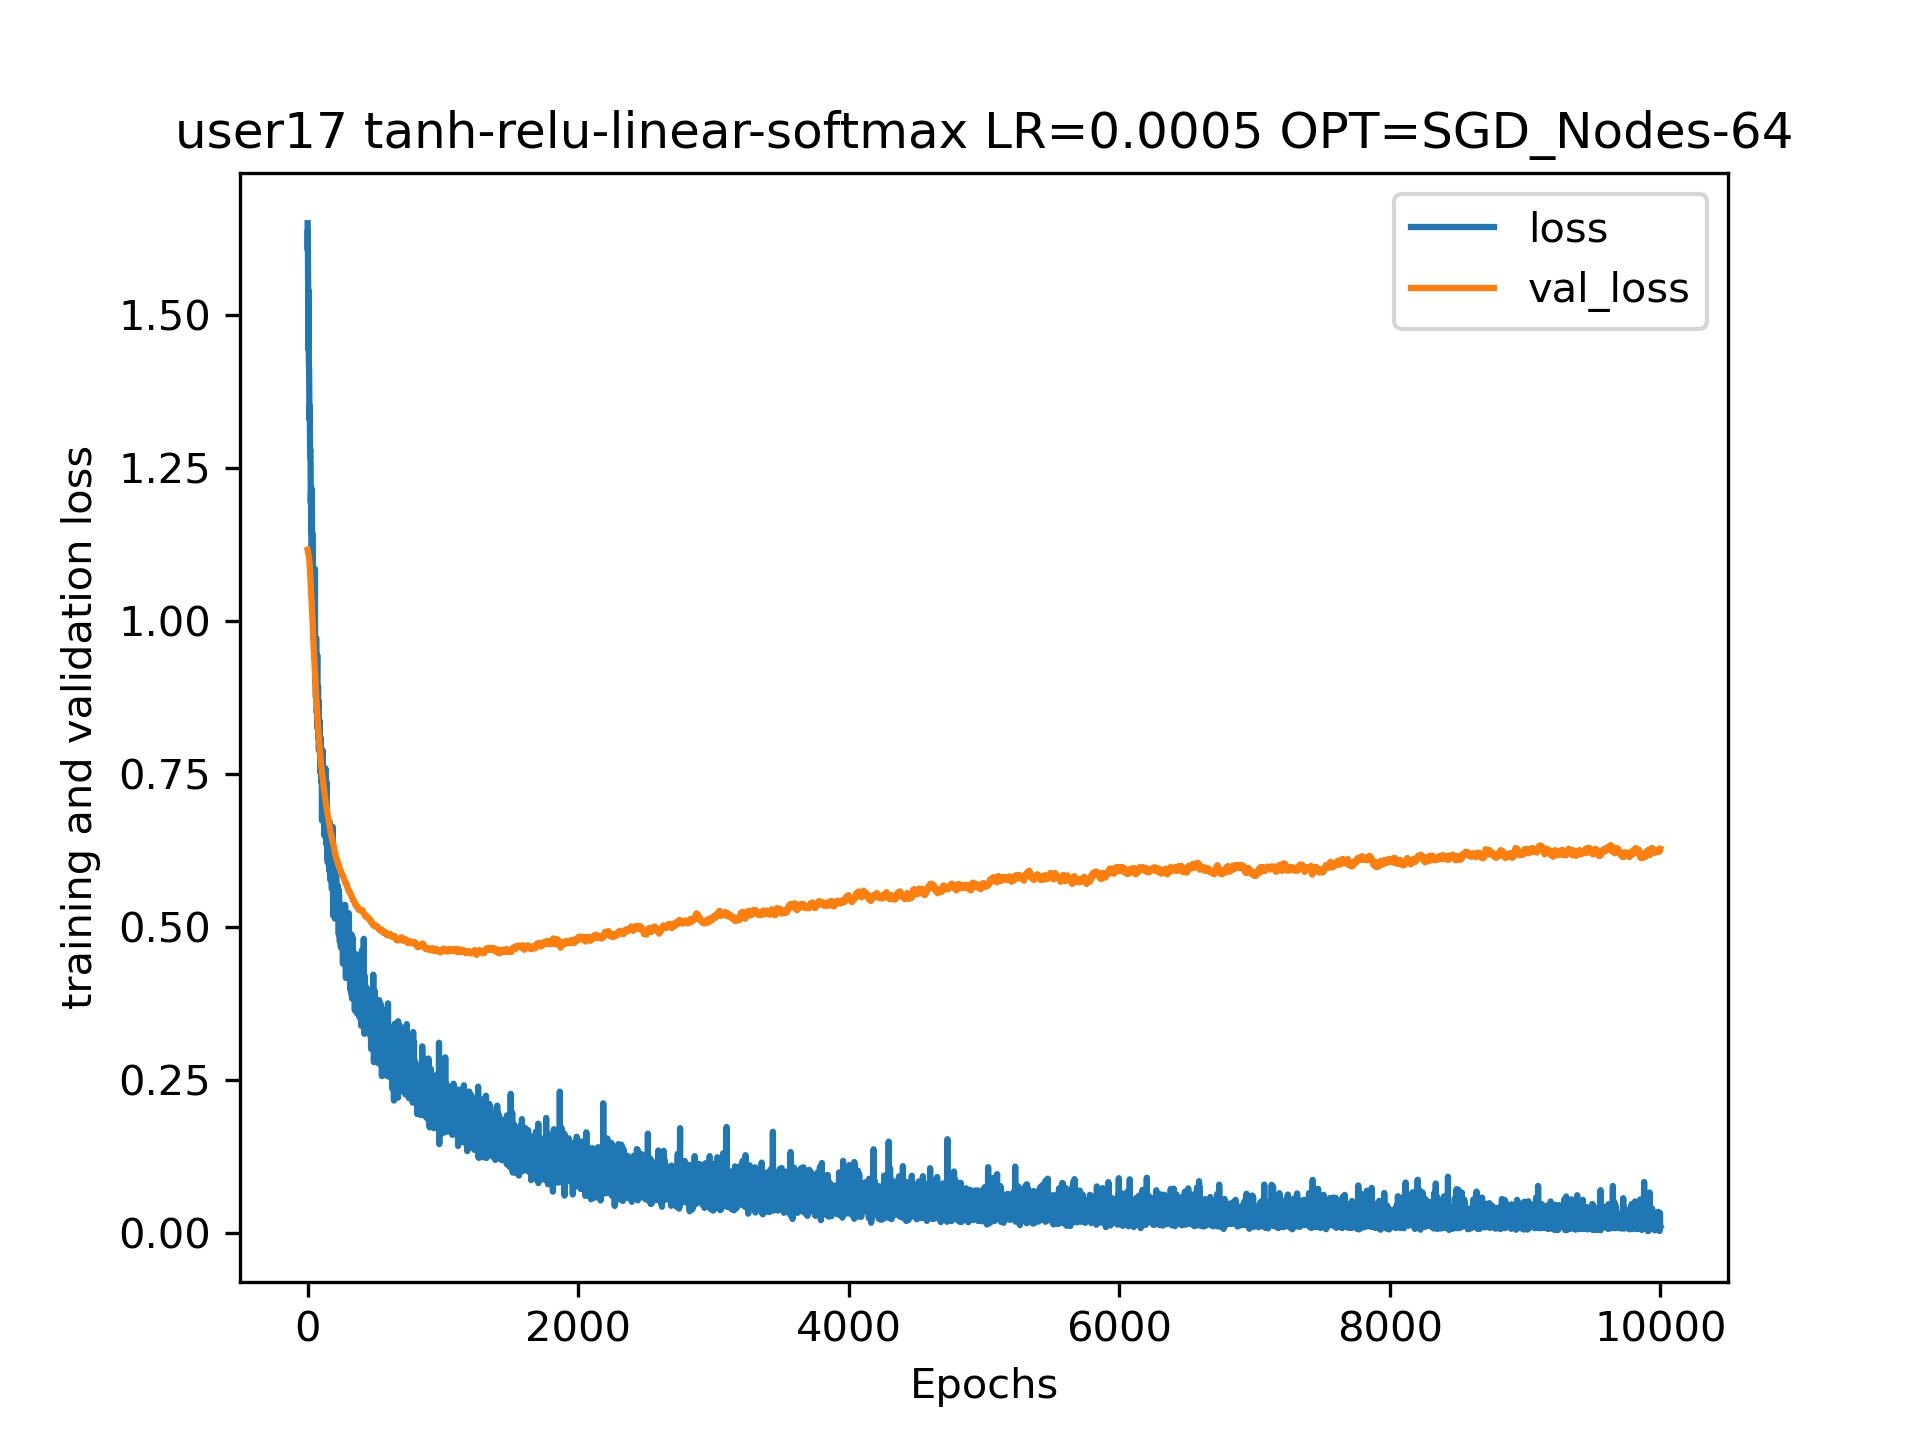 user17 tanh-relu-linear-softmax LR=0.0005 OPT=SGD_Nodes-64
loss
val_loss
training and validation loss
1.50
1.25
1.00
0.75
0.50
0.25
0.00
0 2000 4000 6000 8000 10000
Epochs